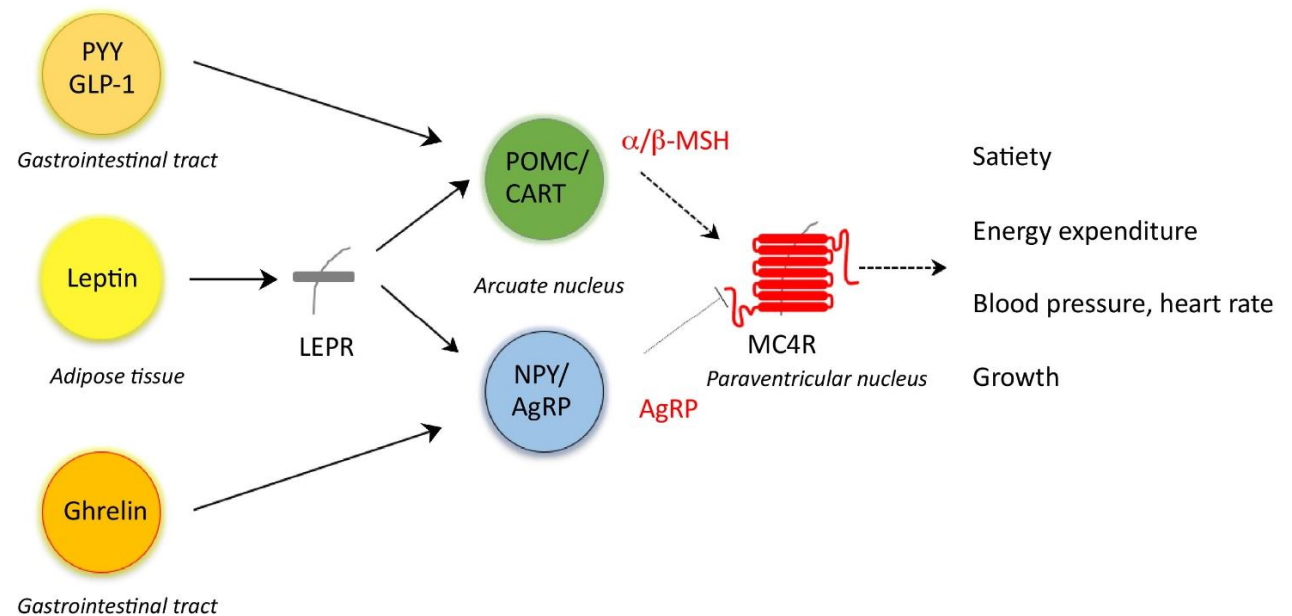 PYY
GLP-1
Gastrointestinal tract
Leptin
Adipose tissue
Ghrelin
Gastrointestinal tract
LEPR
POMC/
CART
Arcuate nucleus
NPY/
AgRP
α/β-MSH
AgRP
MC4R
Paraventricular nucleus
Satiety
Energy expenditure
Blood pressure, heart rate
Growth